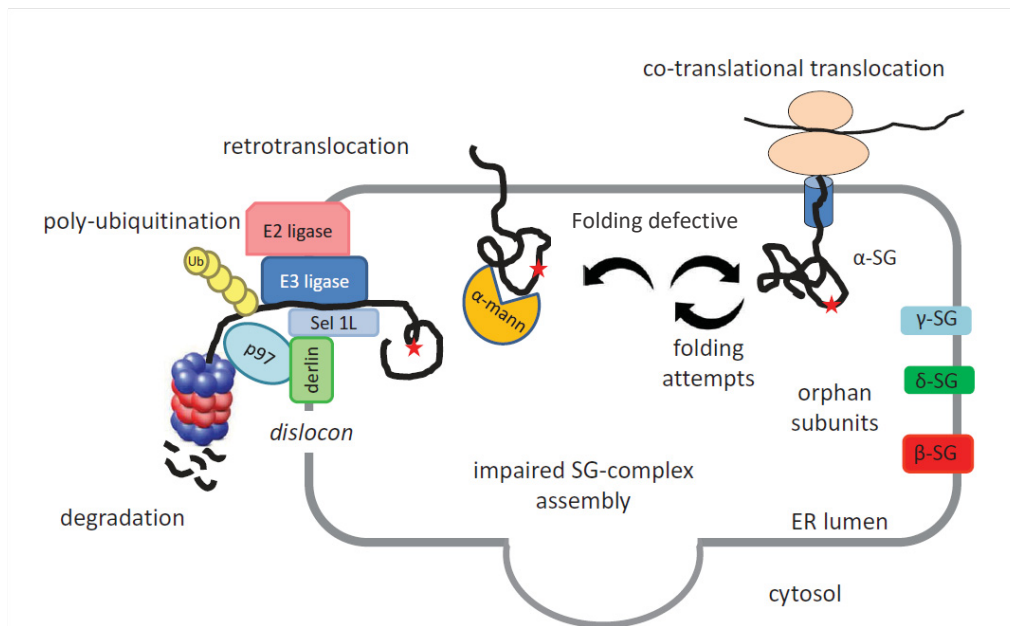 co-translational translocation
retrotranslocation
poly-ubiquitination
E2 ligase
Folding defective
Ub
E3 ligase
α-SG
α-mann
Sel 1L
γ-SG
p97
derlin
folding
attempts
δ-SG
orphan
subunits
dislocon
β-SG
impaired SG-complex
assembly
degradation
ER lumen
cytosol